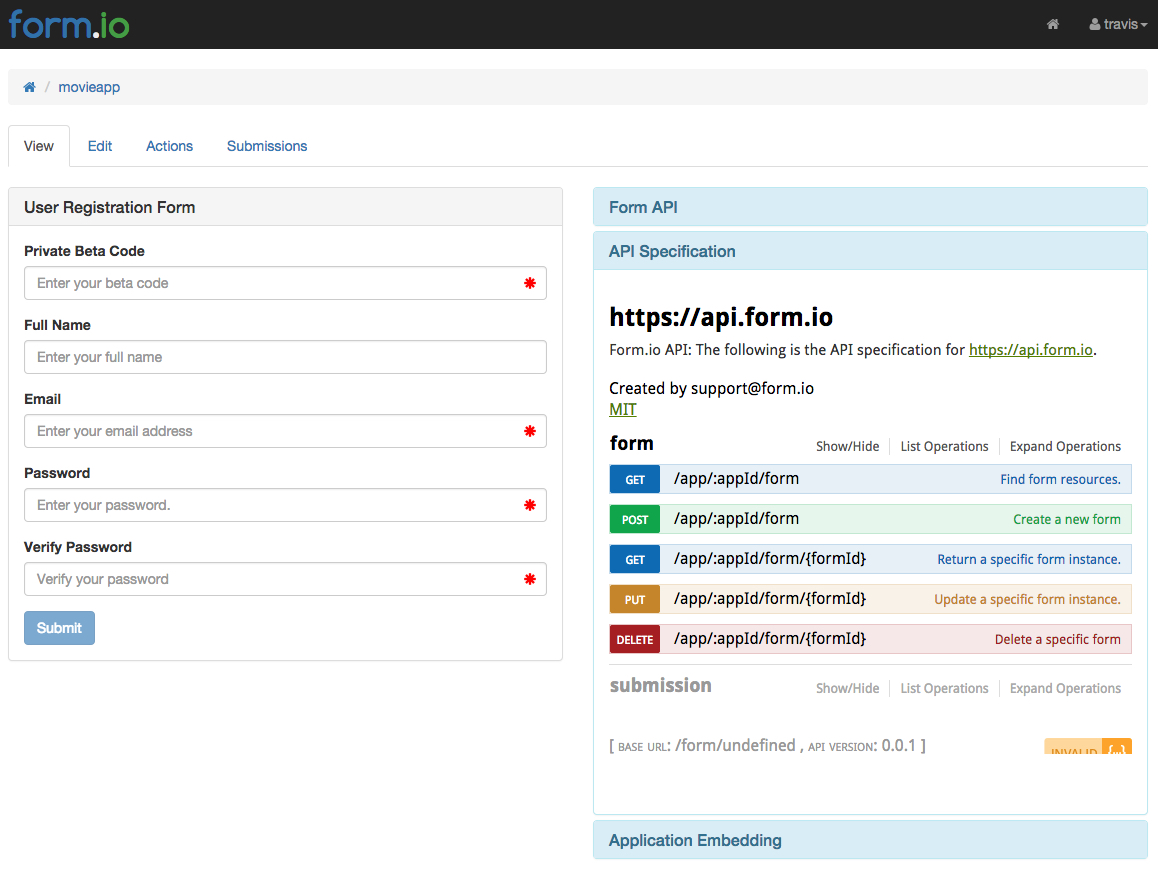 form.io
travis
/ movieapp
View Edit Actions Submissions
User Registration Form
Private Beta Code
Enter your beta code
Full Name
Enter your full name
Email
Enter your email address
Password
Enter your password.
Verify Password
Verify your password
Submit
Form API
API Specification
https://api.form.io
Form.io API: The following is the API specification for https://api.form.io.
Created by support@form.io
MIT
form Show/Hide List Operations Expand Operations
GET /app/:appId/form Find form resources.
POST /app/:appId/form Create a new form
GET /app/:appId/form/{formId} Return a specific form instance.
PUT /app/:appId/form/{formId} Update a specific form instance.
DELETE /app/:appId/form/{formId} Delete a specific form
submission Show/Hide List Operations Expand Operations
[ BASE URL: /form/undefined , API VERSION: 0.0.1 ] INVALID {...}
Application Embedding